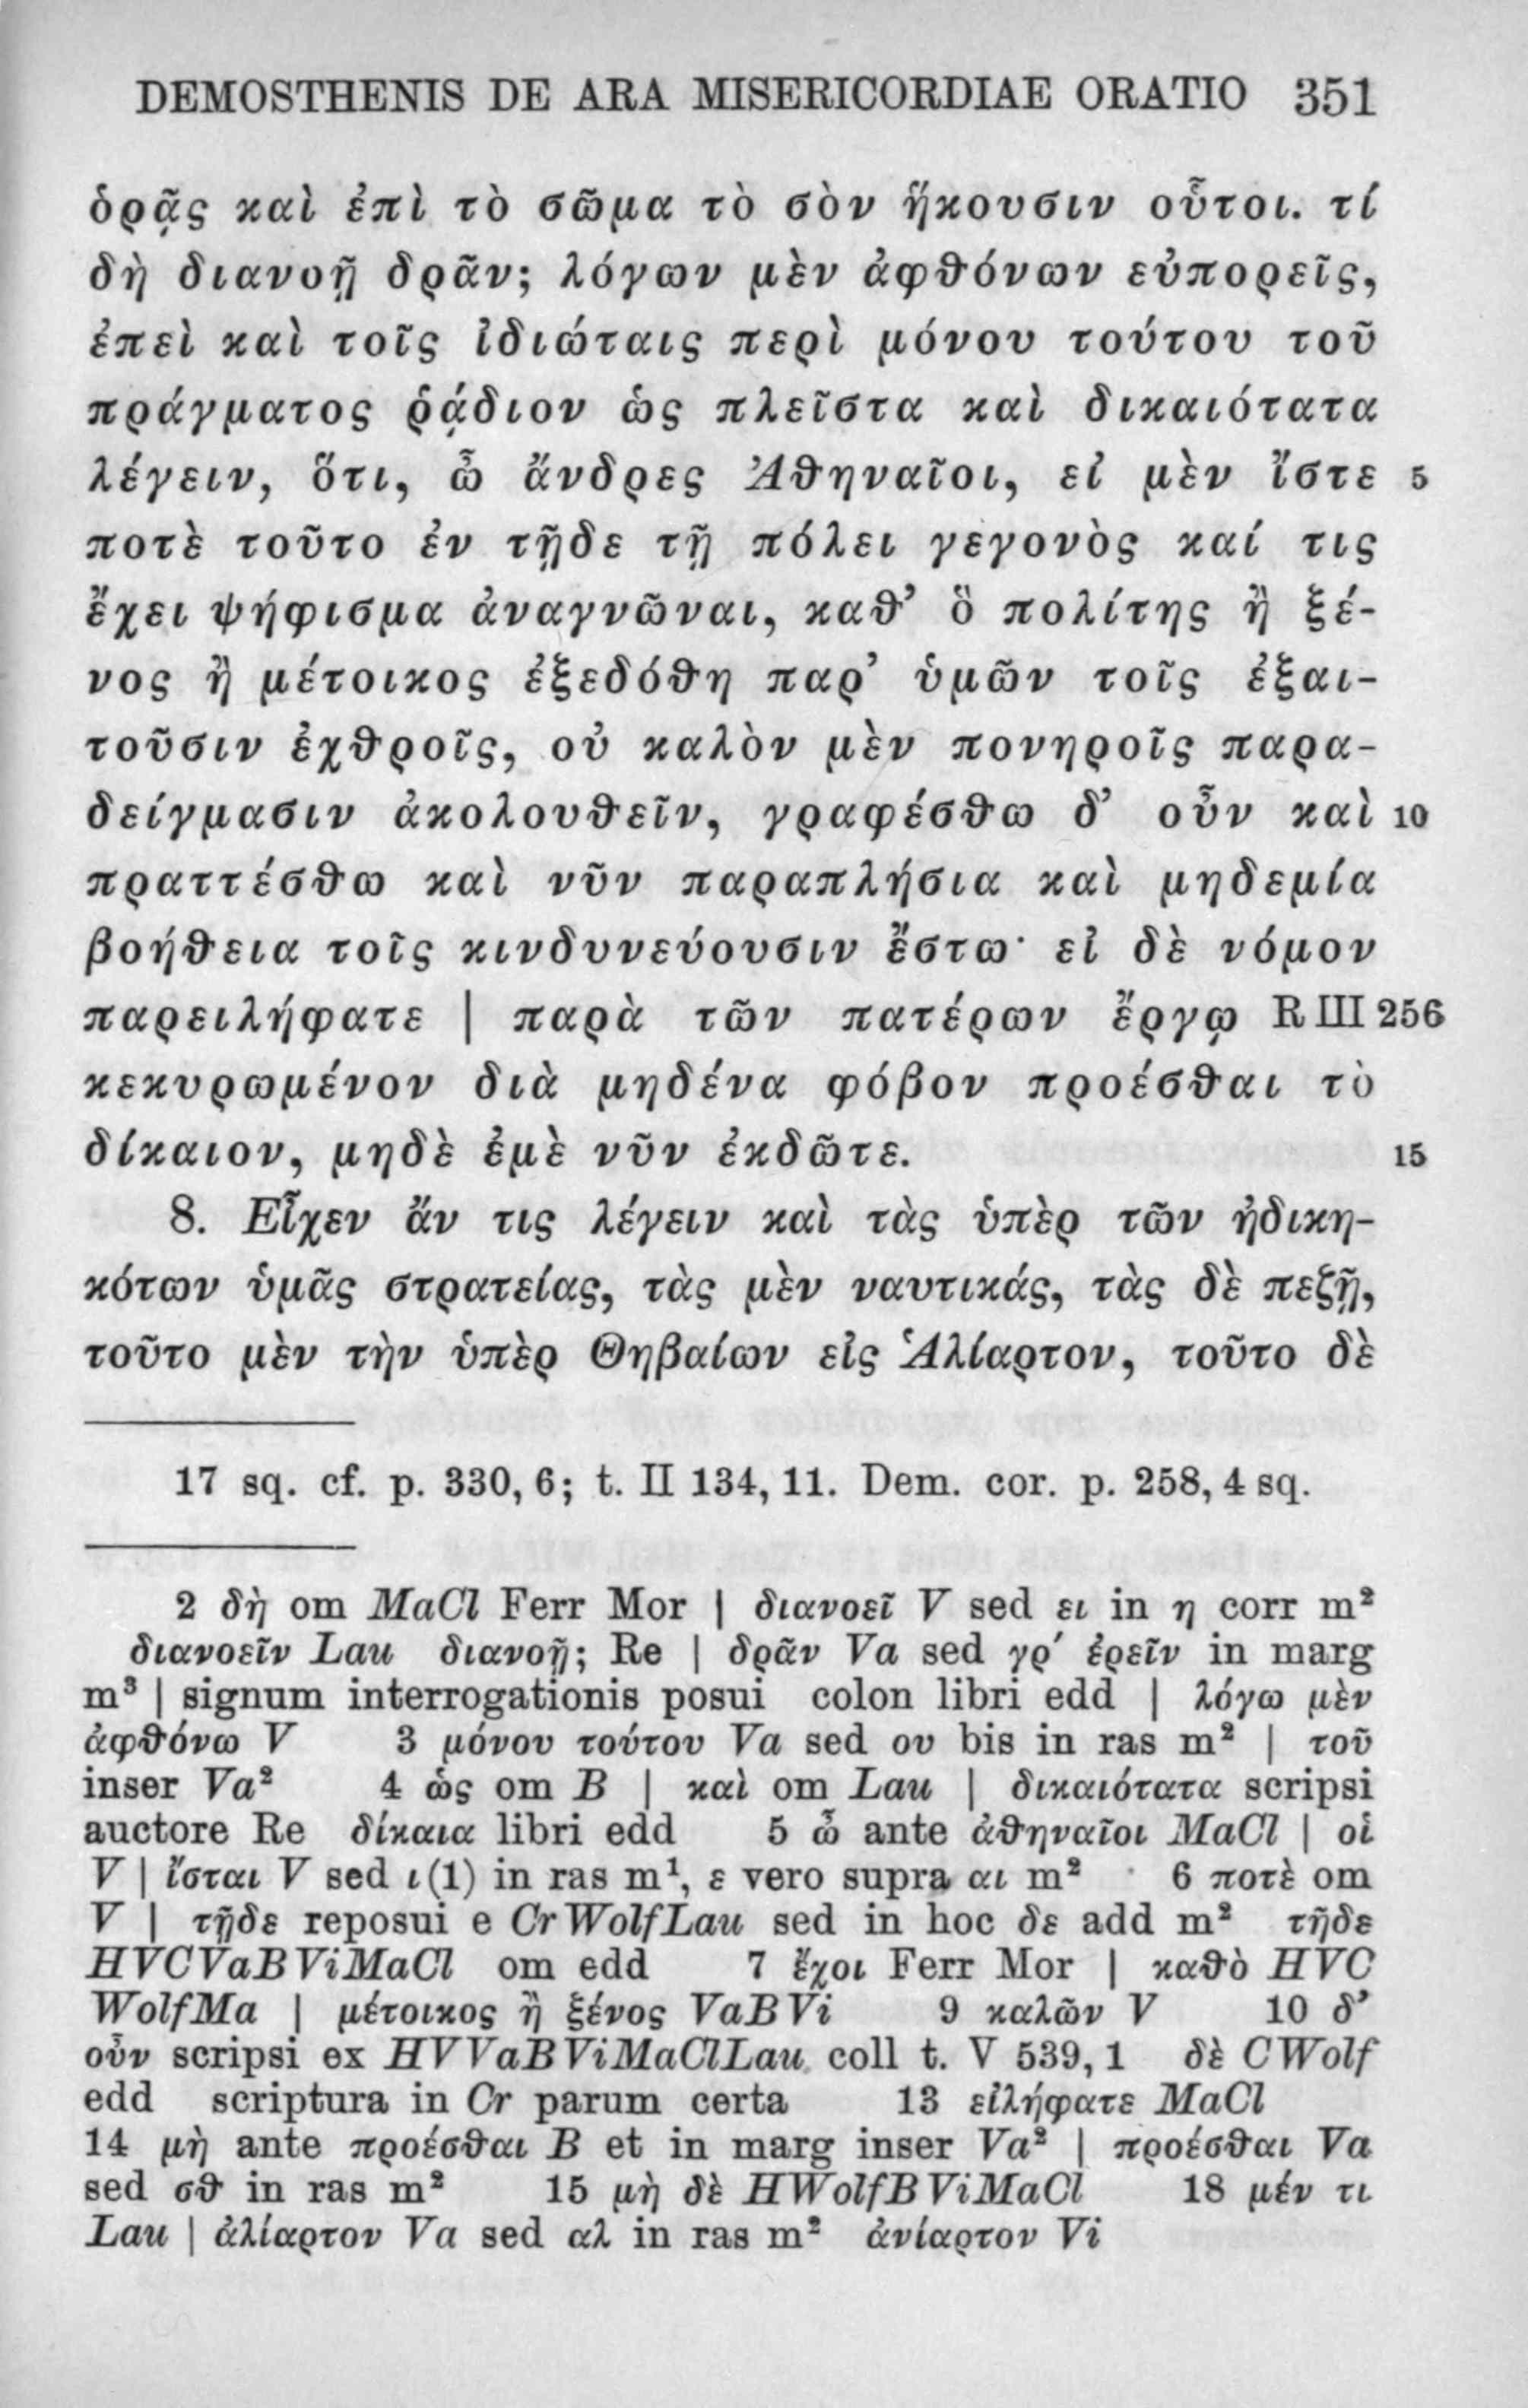 DEMOSTHENIS DE ARA MISERICORDIAE ORATIO 351
ὁρᾷς καὶ ἐπὶ τὸ σῶμα τὸ σὸν ἥκουσιν οὗτοι. τί
δὴ διανοῇ δρᾶν; λόγων μὲν ἀφθόνων εὐπορεῖς,
ἐπεὶ καὶ τοῖς ἰδιώταις περὶ μόνου τούτου τοῦ
πράγματος ῥᾴδιον ὡς πλεῖστα καὶ δικαιότατα
λέγειν, ὅτι, ὦ ἄνδρες Ἀθηναῖοι, εἰ μὲν ἴστε 5
ποτὲ τοῦτο ἐν τῇδε τῇ πόλει γεγονὸς καί τις
ἔχει ψήφισμα ἀναγνῶναι, καθ’ ὃ πολίτης ἢ ξέ-
νος ἢ μέτοικος ἐξεδόθη παρ’ ὑμῶν τοῖς ἐξαι-
τοῦσιν ἐχθροῖς, οὐ καλὸν μὲν πονηροῖς παρα-
δείγμασιν ἀκολουθεῖν, γραφέσθω δ’ οὖν καὶ 10
πραττέσθω καὶ νῦν παραπλήσια καὶ μηδεμία
βοήθεια τοῖς κινδυνεύουσιν ἔστω· εἰ δὲ νόμον
παρειλήφατε | παρὰ τῶν πατέρων ἔργῳ R III 256
κεκυρωμένον διὰ μηδένα φόβον προέσθαι τὸ
δίκαιον, μηδὲ ἐμὲ νῦν ἐκδῶτε. 15
8. Εἶχεν ἄν τις λέγειν καὶ τὰς ὑπὲρ τῶν ἠδικη-
κότων ὑμᾶς στρατείας, τὰς μὲν ναυτικάς, τὰς δὲ πεζῇ,
τοῦτο μὲν τὴν ὑπὲρ Θηβαίων εἰς Ἁλίαρτον, τοῦτο δὲ
17 sq. cf. p. 330, 6; t. II 134, 11. Dem. cor. p. 258, 4 sq.
2 δὴ om MaCl Ferr Mor | διανοεῖ V sed ει in η corr m²
διανοεῖν Lau διανοῇ; Re | δρᾶν Va sed γρ’ ἐρεῖν in marg
m³ | signum interrogationis posui colon libri edd | λόγω μὲν
ἀφθόνω V 3 μόνου τούτου Va sed ου bis in ras m² | τοῦ
inser Va² 4 ὡς om B | καὶ om Lau | δικαιότατα scripsi
auctore Re δίκαια libri edd 5 ὦ ante ἀθηναῖοι MaCl | οἱ
V | ἴσται V sed ι (1) in ras m¹, ε vero supra αι m² 6 ποτὲ om
V | τῇδε reposui e Cr Wolf Lau sed in hoc δε add m² τῆδε
HVCVaBViMaCl om edd 7 ἔχοι Ferr Mor | καθὸ HVC
WolfMa | μέτοικος ἢ ξένος VaBVi 9 καλῶν V 10 δ’
οὖν scripsi ex HVVaBViMaClLau coll t. V 539, 1 δὲ CWolf
edd scriptura in Cr parum certa 13 εἰλήφατε MaCl
14 μὴ ante προέσθαι B et in marg inser Va² | προέσθαι Va
sed σθ in ras m² 15 μὴ δὲ HWolfBViMaCl 18 μέν τι
Lau | ἀλίαρτον Va sed αλ in ras m² ἀνίαρτον Vi